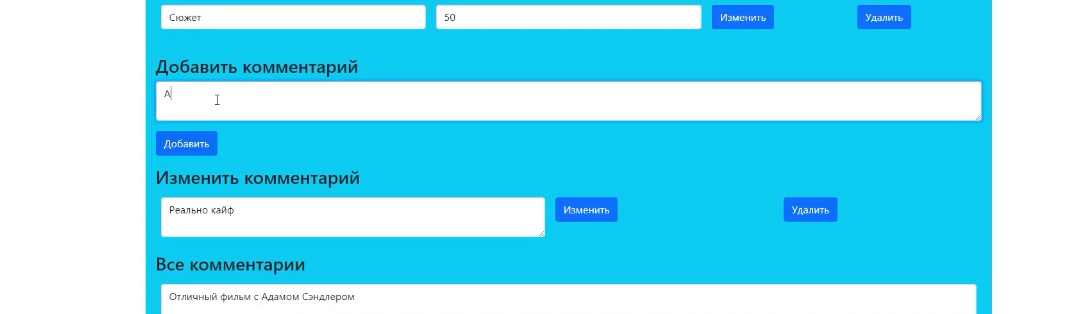 Сюжет 50 Изменить Удалить
Добавить комментарий
А
Добавить
Изменить комментарий
Реально кайф Изменить Удалить
Все комментарии
Отличный фильм с Адамом Сэндлером